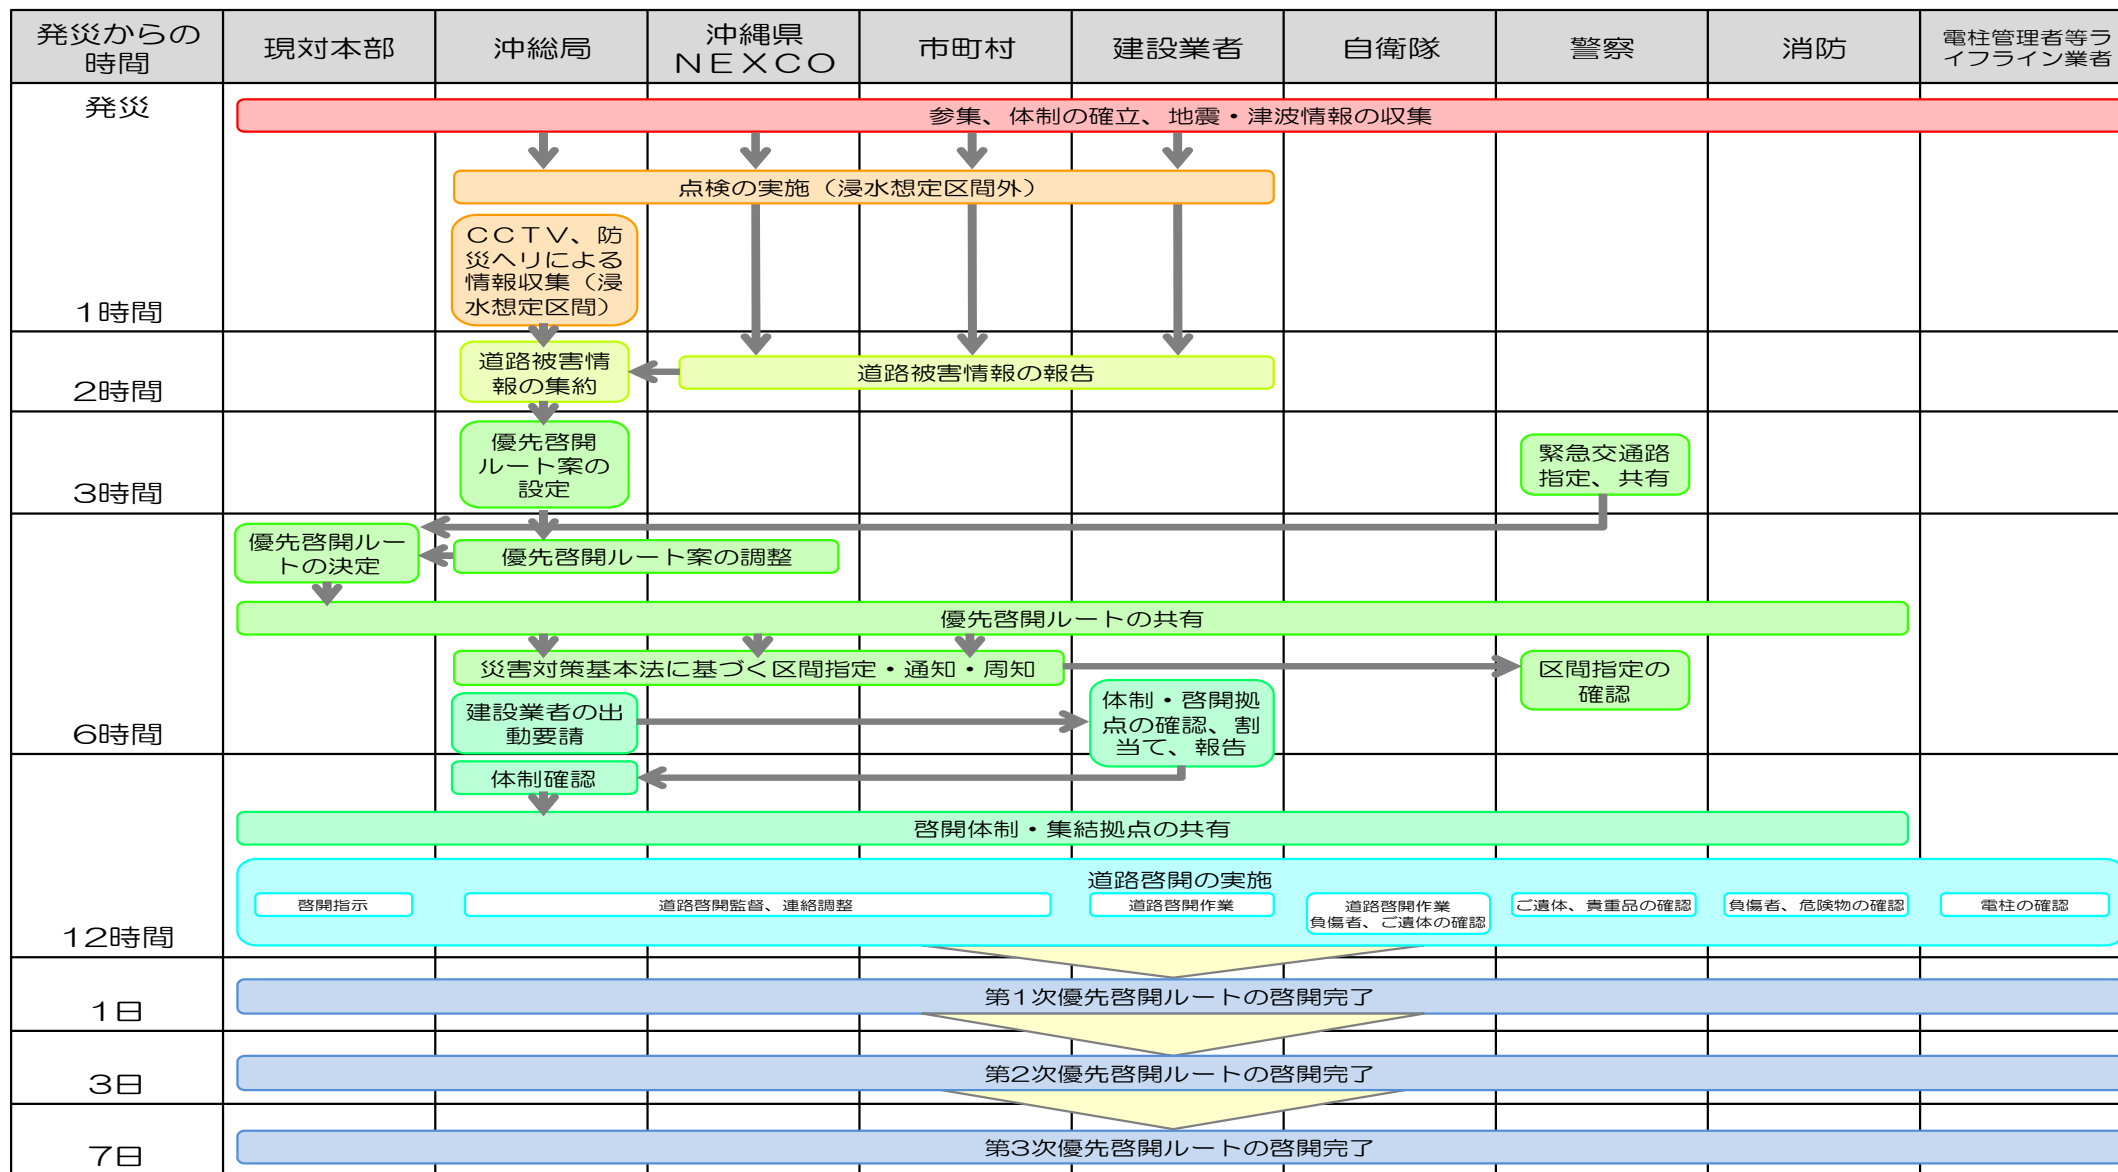 発災からの
時間
現対本部
沖総局
沖縄県
ＮＥＸＣＯ
市町村
建設業者
自衛隊
警察
消防
電柱管理者等ラ
イフライン業者
発災
参集、体制の確立、地震・津波情報の収集
点検の実施（浸水想定区間外）
ＣＣＴＶ、防
災ヘリによる
情報収集（浸
水想定区間）
1時間
道路被害情
報の集約
道路被害情報の報告
2時間
優先啓開
ルート案の
設定
緊急交通路
指定、共有
3時間
優先啓開ルー
トの決定
優先啓開ルート案の調整
優先啓開ルートの共有
災害対策基本法に基づく区間指定・通知・周知
区間指定の
確認
建設業者の出
動要請
体制・啓開拠
点の確認、割
当て、報告
6時間
体制確認
啓開体制・集結拠点の共有
道路啓開の実施
啓開指示
道路啓開監督、連絡調整
道路啓開作業
道路啓開作業
負傷者、ご遺体の確認
ご遺体、貴重品の確認
負傷者、危険物の確認
電柱の確認
12時間
第1次優先啓開ルートの啓開完了
1日
第2次優先啓開ルートの啓開完了
3日
第3次優先啓開ルートの啓開完了
7日